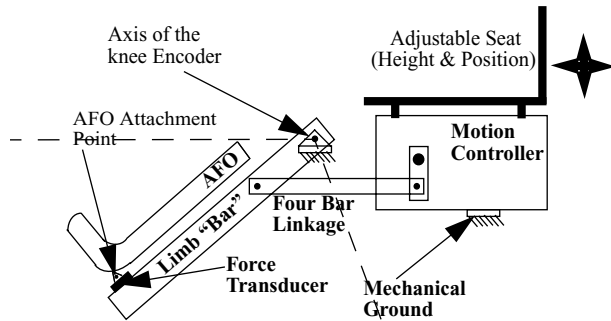 Axis of the
knee Encoder
Adjustable Seat
(Height & Position)
AFO Attachment
Point
AFO
Motion
Controller
Limb “Bar”
Four Bar
Linkage
Force
Transducer
Mechanical
Ground